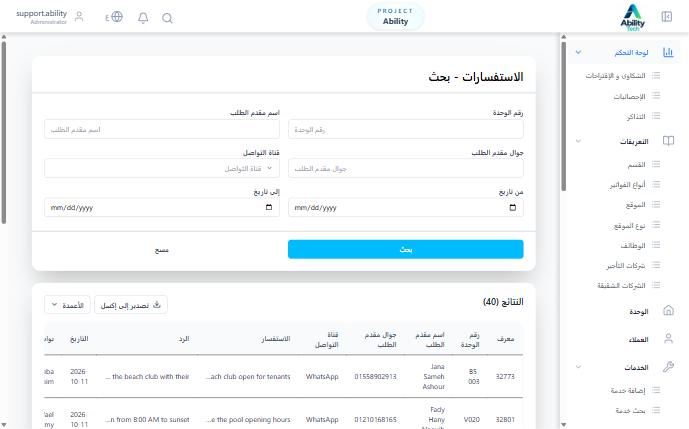 support.ability
Administrator
ع
PROJECT
Ability
Ability
tech
لوحة التحكم
الشكاوى و الإقتراحات
الإحصائيات
التذاكر
التعريفات
القسم
أنواع الفواتير
الموقع
نوع الموقع
الوظائف
شركات التأجير
الشركات الشقيقة
الوحدة
العملاء
الخدمات
إضافة خدمة
بحث خدمة
الاستفسارات - بحث
رقم الوحدة
اسم مقدم الطلب
رقم الوحدة
اسم مقدم الطلب
جوال مقدم الطلب
قناة التواصل
جوال مقدم الطلب
قناة التواصل
من تاريخ
إلى تاريخ
mm/dd/yyyy
mm/dd/yyyy
بحث
مسح
النتائج (40)
تصدير إلى إكسل
الأعمدة
معرف
رقم الوحدة
اسم مقدم الطلب
جوال مقدم الطلب
قناة التواصل
الاستفسار
الرد
التاريخ
32773
B5 003
Jana Sameh Ashour
01558902913
WhatsApp
...ach club open for tenants
... the beach club with their
2026 10-11
32801
V020
Fady Hany
01210168165
WhatsApp
...e the pool opening hours
...n from 8:00 AM to sunset
2026 10-11